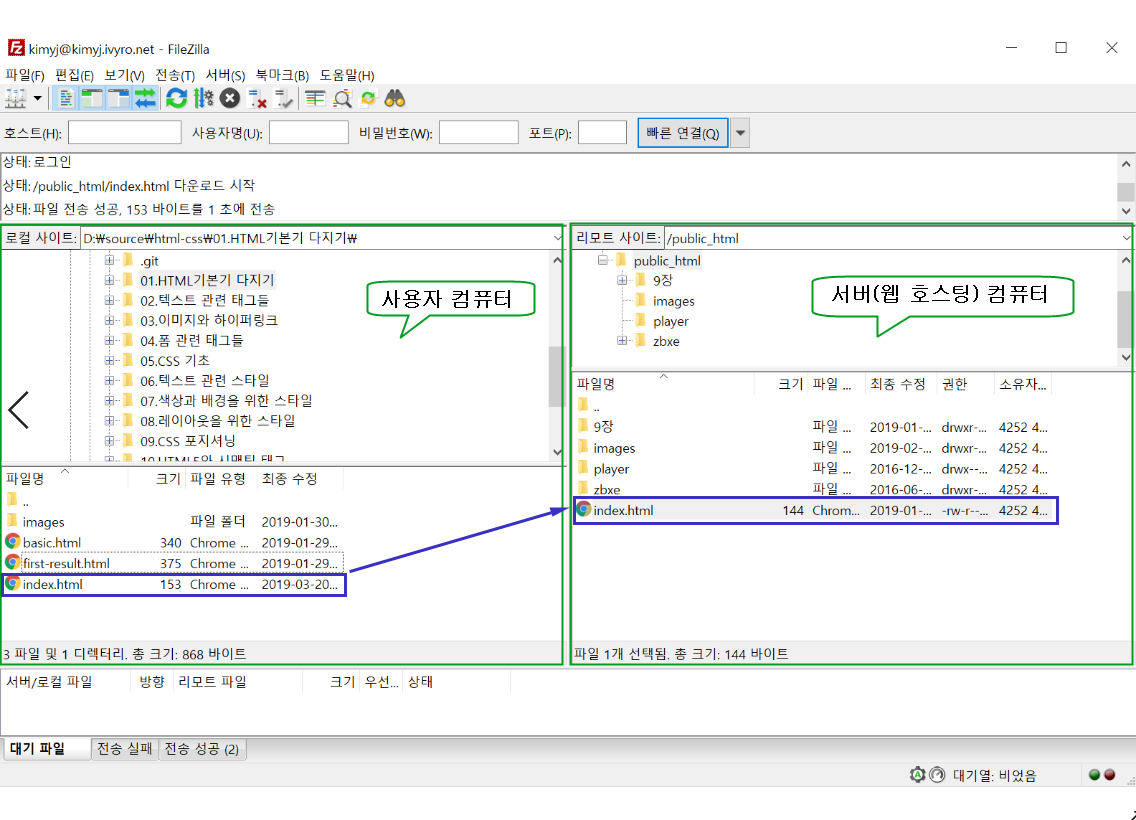 kimyj@kimyj.ivyro.net - FileZilla
파일(F) 편집(E) 보기(V) 전송(T) 서버(S) 북마크(B) 도움말(H)
호스트(H): 사용자명(U): 비밀번호(W): 포트(P): 빠른 연결(Q)
상태: 로그인
상태: /public_html/index.html 다운로드 시작
상태: 파일 전송 성공, 153 바이트를 1 초에 전송
로컬 사이트: D:₩source₩html-css₩01.HTML기본기 다지기₩
.git
01.HTML기본기 다지기
02.텍스트 관련 태그들
03.이미지와 하이퍼링크
04.폼 관련 태그들
05.CSS 기초
06.텍스트 관련 스타일
07.색상과 배경을 위한 스타일
08.레이아웃을 위한 스타일
09.CSS 포지셔닝
10.HTML5와 시맨틱 태그
사용자 컴퓨터
파일명 크기 파일 유형 최종 수정
..
images 파일 폴더 2019-01-30...
basic.html 340 Chrome ... 2019-01-29...
first-result.html 375 Chrome ... 2019-01-29...
index.html 153 Chrome ... 2019-03-20...
3 파일 및 1 디렉터리. 총 크기: 868 바이트
리모트 사이트: /public_html
public_html
9장
images
player
zbxe
서버(웹 호스팅) 컴퓨터
파일명 크기 파일 ... 최종 수정 권한 소유자...
..
9장 파일 ... 2019-01-... drwxr-... 4252 4...
images 파일 ... 2019-02-... drwxr-... 4252 4...
player 파일 ... 2016-12-... drwx--... 4252 4...
zbxe 파일 ... 2016-06-... drwxr-... 4252 4...
index.html 144 Chrom... 2019-01-... -rw-r--... 4252 4...
파일 1개 선택됨. 총 크기: 144 바이트
서버/로컬 파일 방향 리모트 파일 크기 우선... 상태
대기 파일 전송 실패 전송 성공 (2)
대기열: 비었음